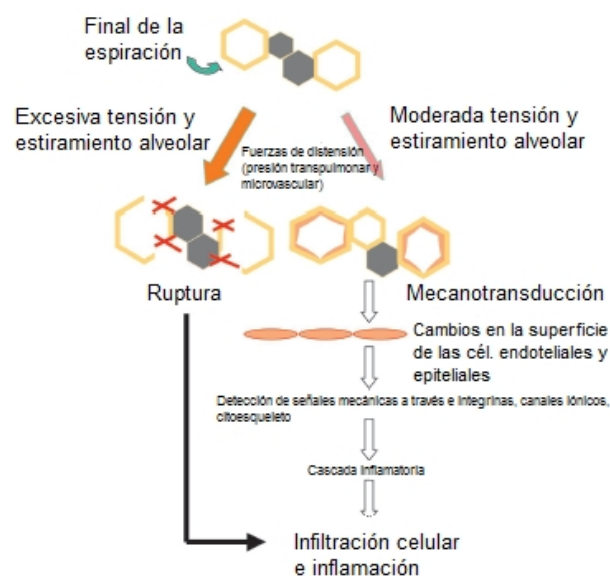 Final de la
espiración
Excesiva tensión y
estiramiento alveolar
Moderada tensión y
estiramiento alveolar
Fuerzas de distensión
(presión transpulmonar y
microvascular)
Ruptura
Mecanotransducción
Cambios en la superficie
de las cél. endoteliales y
epiteliales
Detección de señales mecánicas a través e integrinas, canales iónicos,
citoesqueleto
Cascada inflamatoria
Infiltración celular
e inflamación